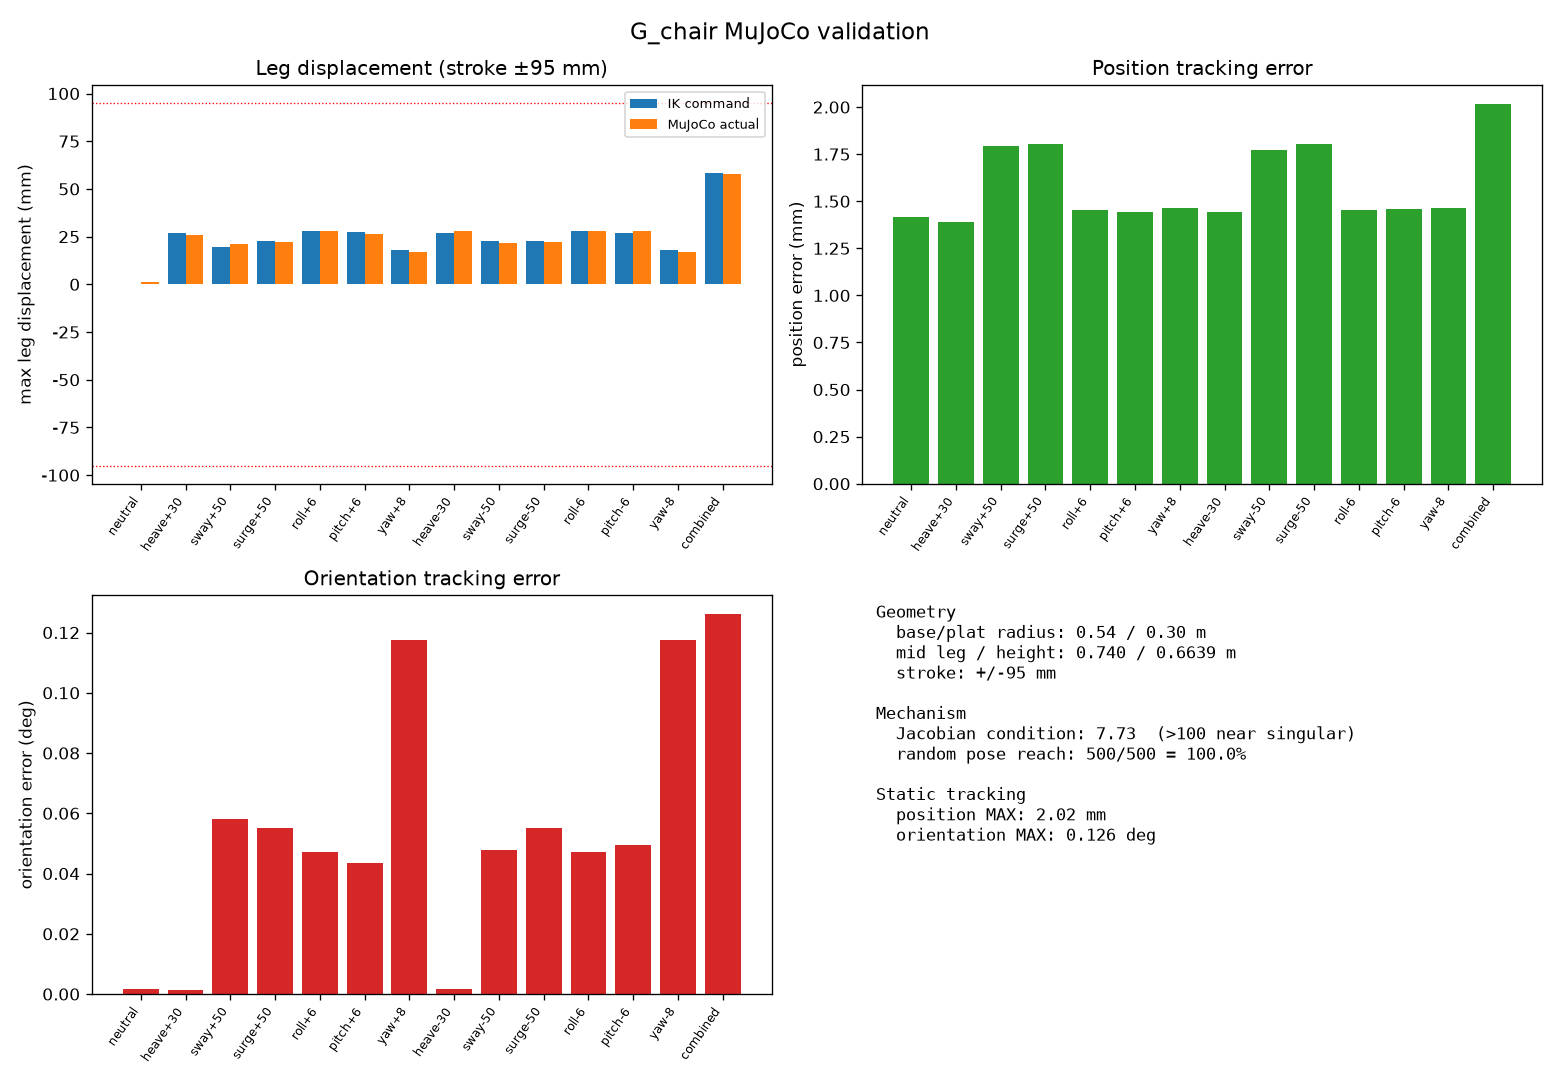 G_chair MuJoCo validation
Leg displacement (stroke ±95 mm)
max leg displacement (mm)
100
75
50
25
0
-25
-50
-75
-100
IK command
MuJoCo actual
neutral
heave+30
sway+50
surge+50
roll+6
pitch+6
yaw+8
heave-30
sway-50
surge-50
roll-6
pitch-6
yaw-8
combined
Position tracking error
position error (mm)
2.00
1.75
1.50
1.25
1.00
0.75
0.50
0.25
0.00
neutral
heave+30
sway+50
surge+50
roll+6
pitch+6
yaw+8
heave-30
sway-50
surge-50
roll-6
pitch-6
yaw-8
combined
Orientation tracking error
orientation error (deg)
0.12
0.10
0.08
0.06
0.04
0.02
0.00
neutral
heave+30
sway+50
surge+50
roll+6
pitch+6
yaw+8
heave-30
sway-50
surge-50
roll-6
pitch-6
yaw-8
combined
Geometry
base/plat radius: 0.54 / 0.30 m
mid leg / height: 0.740 / 0.6639 m
stroke: +/-95 mm
Mechanism
Jacobian condition: 7.73  (>100 near singular)
random pose reach: 500/500 = 100.0%
Static tracking
position MAX: 2.02 mm
orientation MAX: 0.126 deg